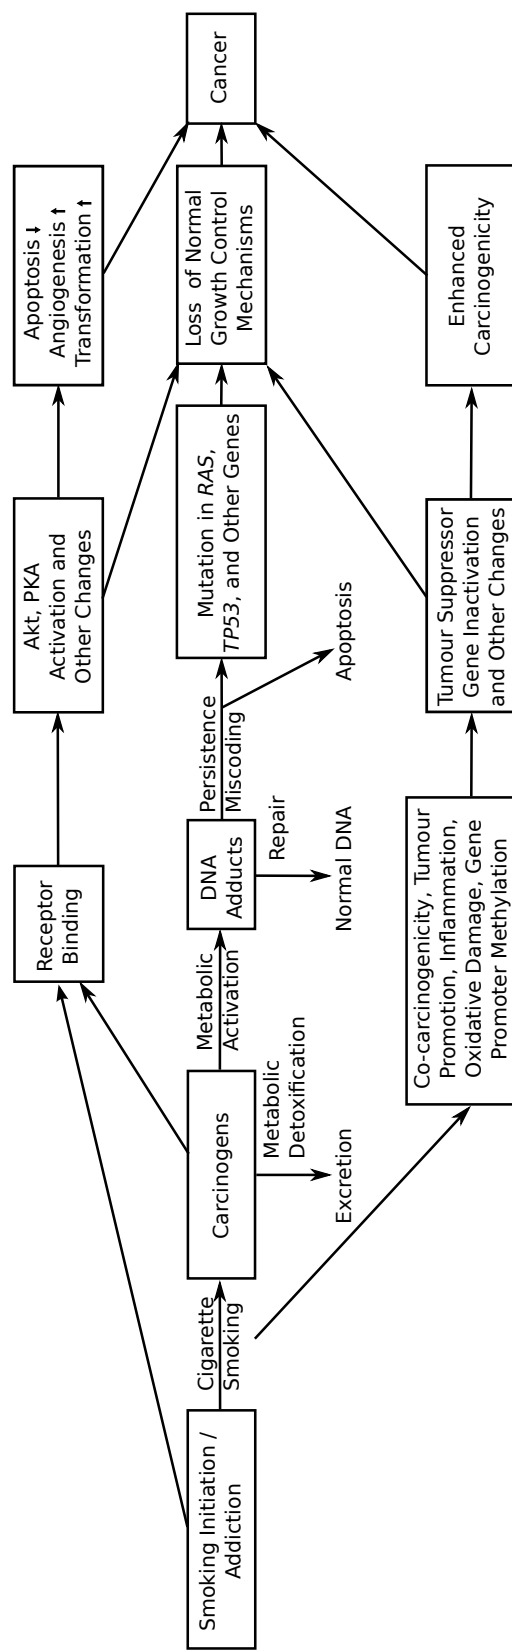 Smoking Initiation /
Addiction
Cigarette
Smoking
Carcinogens
Metabolic
Detoxification
Excretion
Metabolic
Activation
DNA
Adducts
Repair
Normal DNA
Persistence
Miscoding
Apoptosis
Mutation in RAS,
TP53, and Other Genes
Loss of Normal
Growth Control
Mechanisms
Cancer
Receptor
Binding
Akt, PKA
Activation and
Other Changes
Apoptosis ⬇
Angiogenesis ⬆
Transformation ⬆
Co-carcinogenicity, Tumour
Promotion, Inflammation,
Oxidative Damage, Gene
Promoter Methylation
Tumour Suppressor
Gene Inactivation
and Other Changes
Enhanced
Carcinogenicity